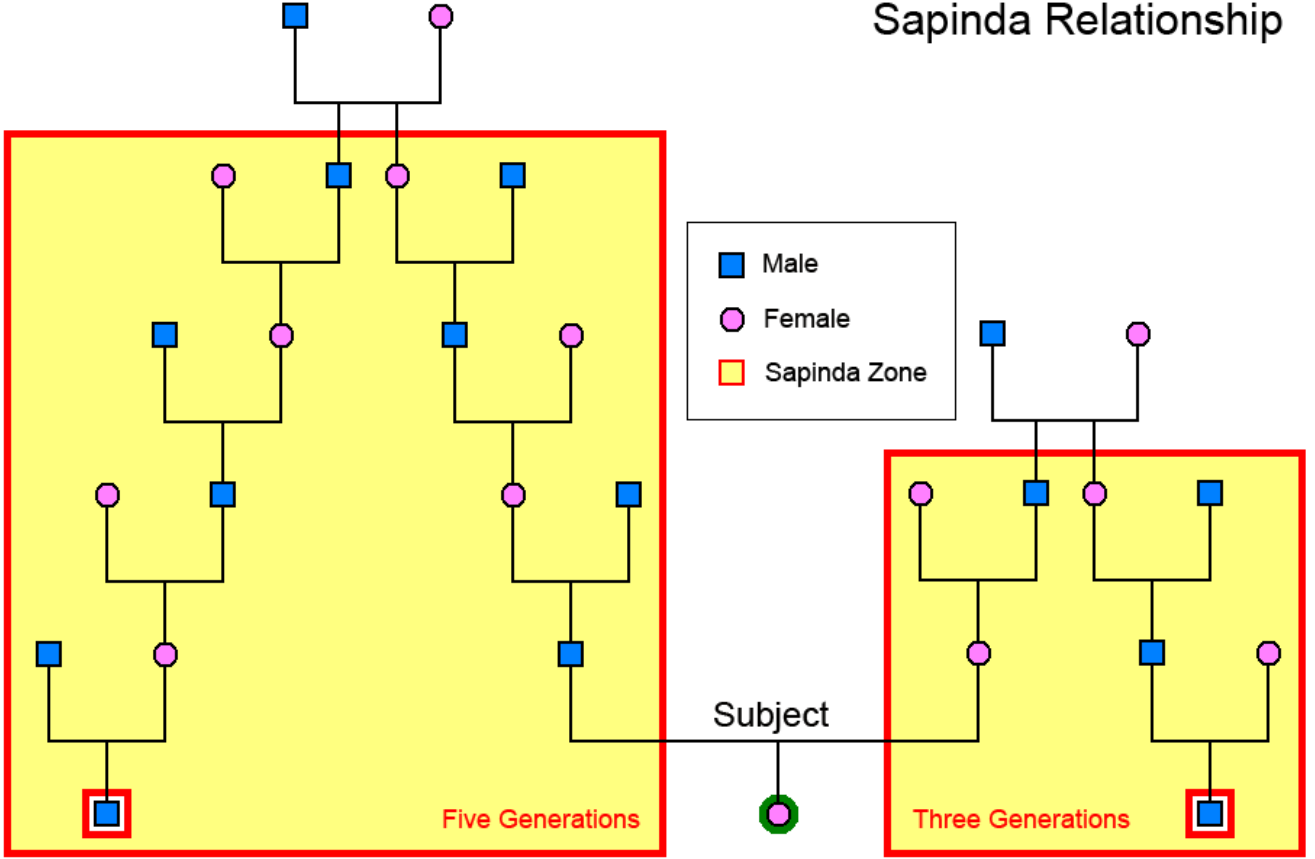 Sapinda Relationship
Male
Female
Sapinda Zone
Subject
Five Generations
Three Generations